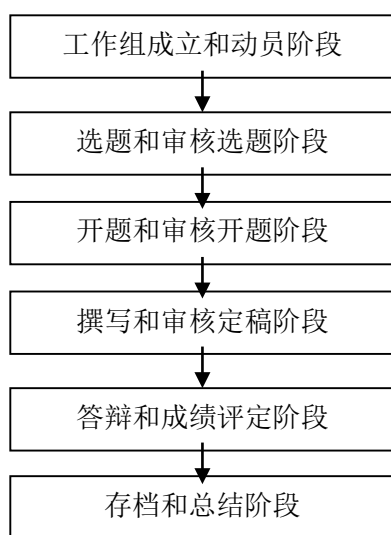 工作组成立和动员阶段
选题和审核选题阶段
开题和审核开题阶段
撰写和审核定稿阶段
答辩和成绩评定阶段
存档和总结阶段